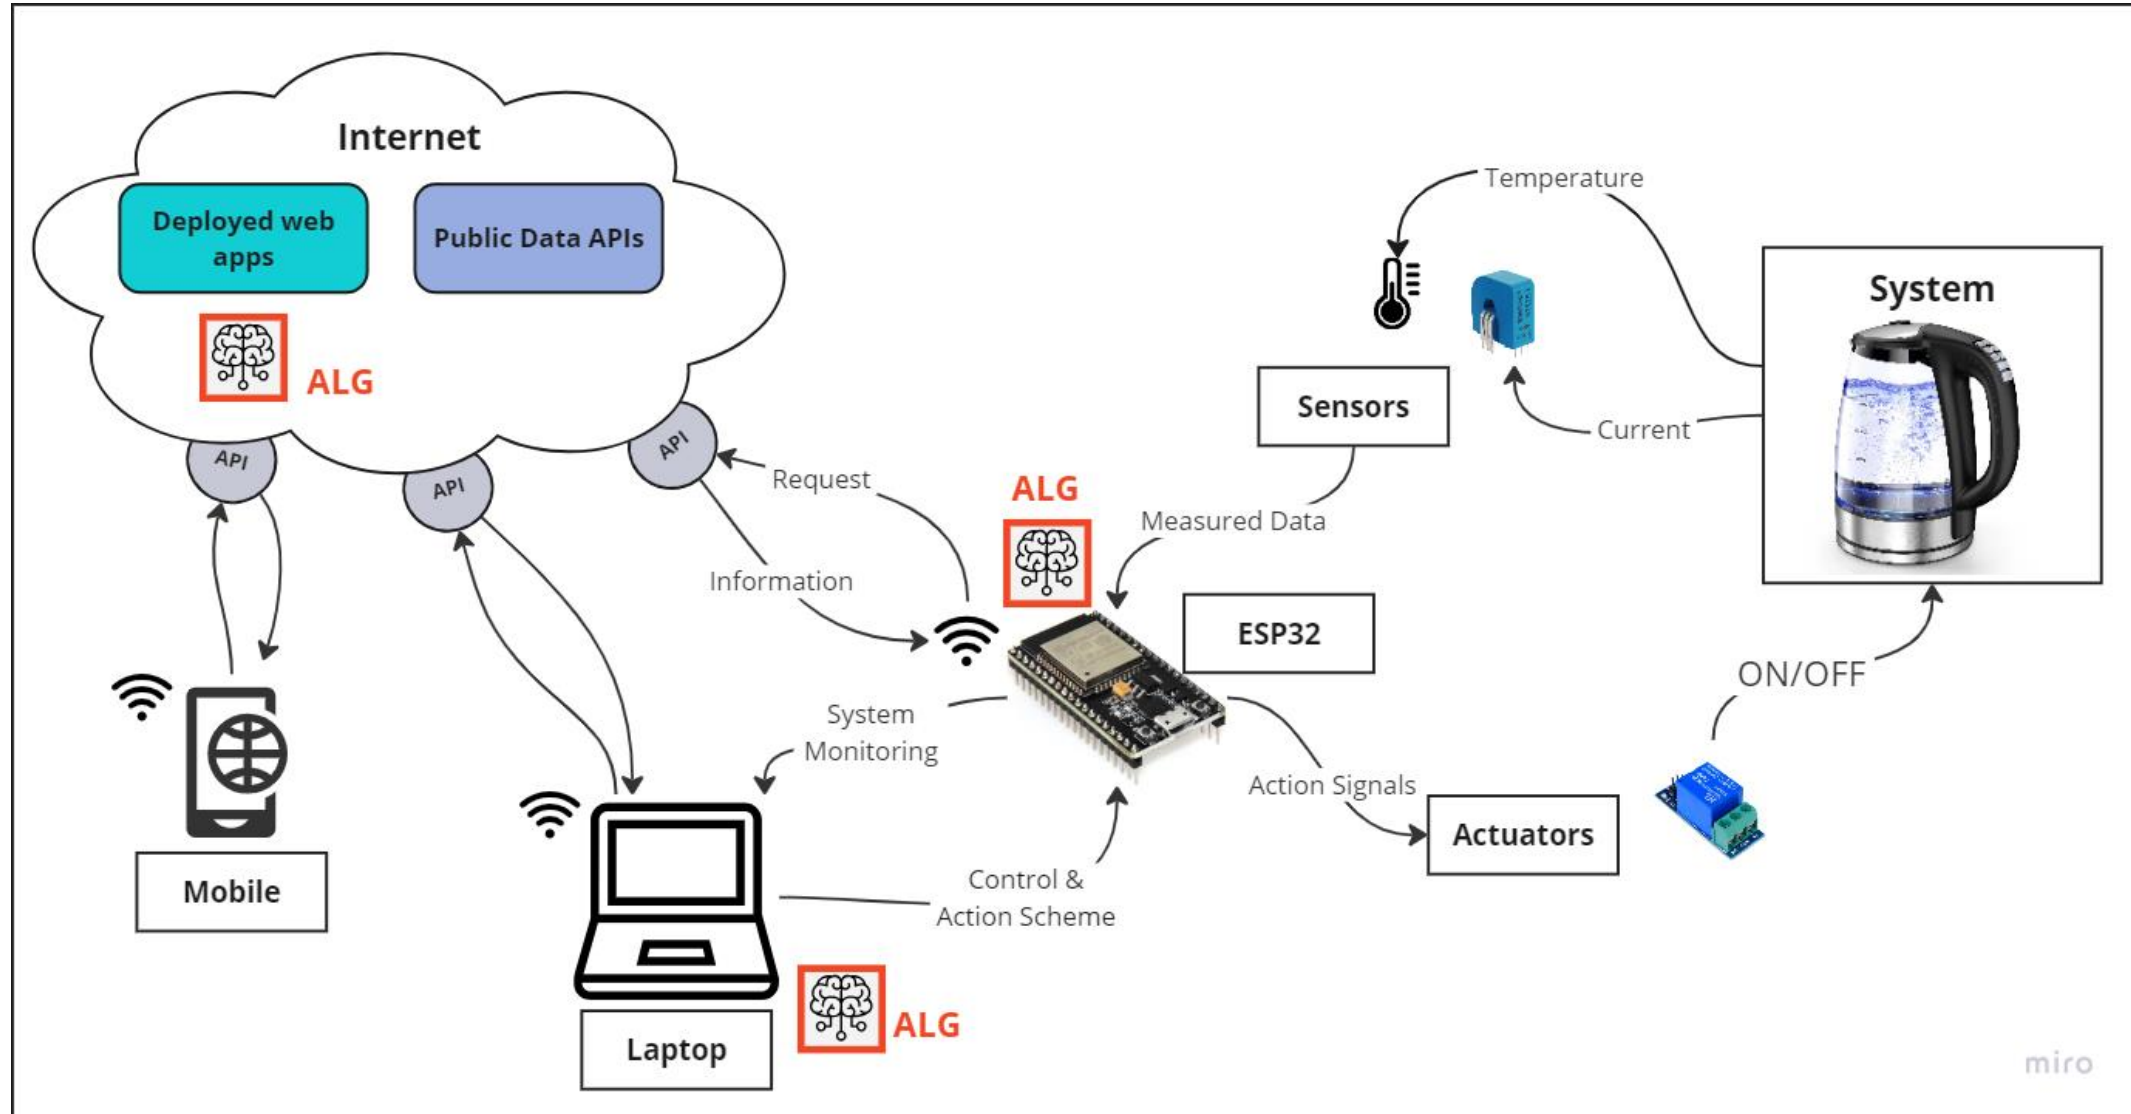 Internet
Deployed web
apps
Public Data APIs
ALG
API
API
API
Request
Information
Temperature
Current
System
Sensors
Measured Data
ALG
ESP32
System
Monitoring
Action Signals
ON/OFF
Actuators
Control &
Action Scheme
Mobile
Laptop
ALG
miro